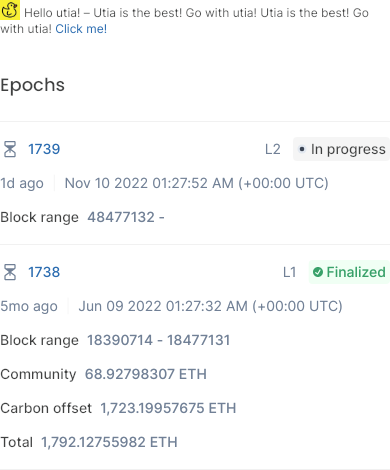 Hello utia! – Utia is the best! Go with utia! Utia is the best! Go
with utia! Click me!
Epochs
1739 L2 In progress
1d ago Nov 10 2022 01:27:52 AM (+00:00 UTC)
Block range 48477132 -
1738 L1 Finalized
5mo ago Jun 09 2022 01:27:32 AM (+00:00 UTC)
Block range 18390714 - 18477131
Community 68.92798307 ETH
Carbon offset 1,723.19957675 ETH
Total 1,792.12755982 ETH